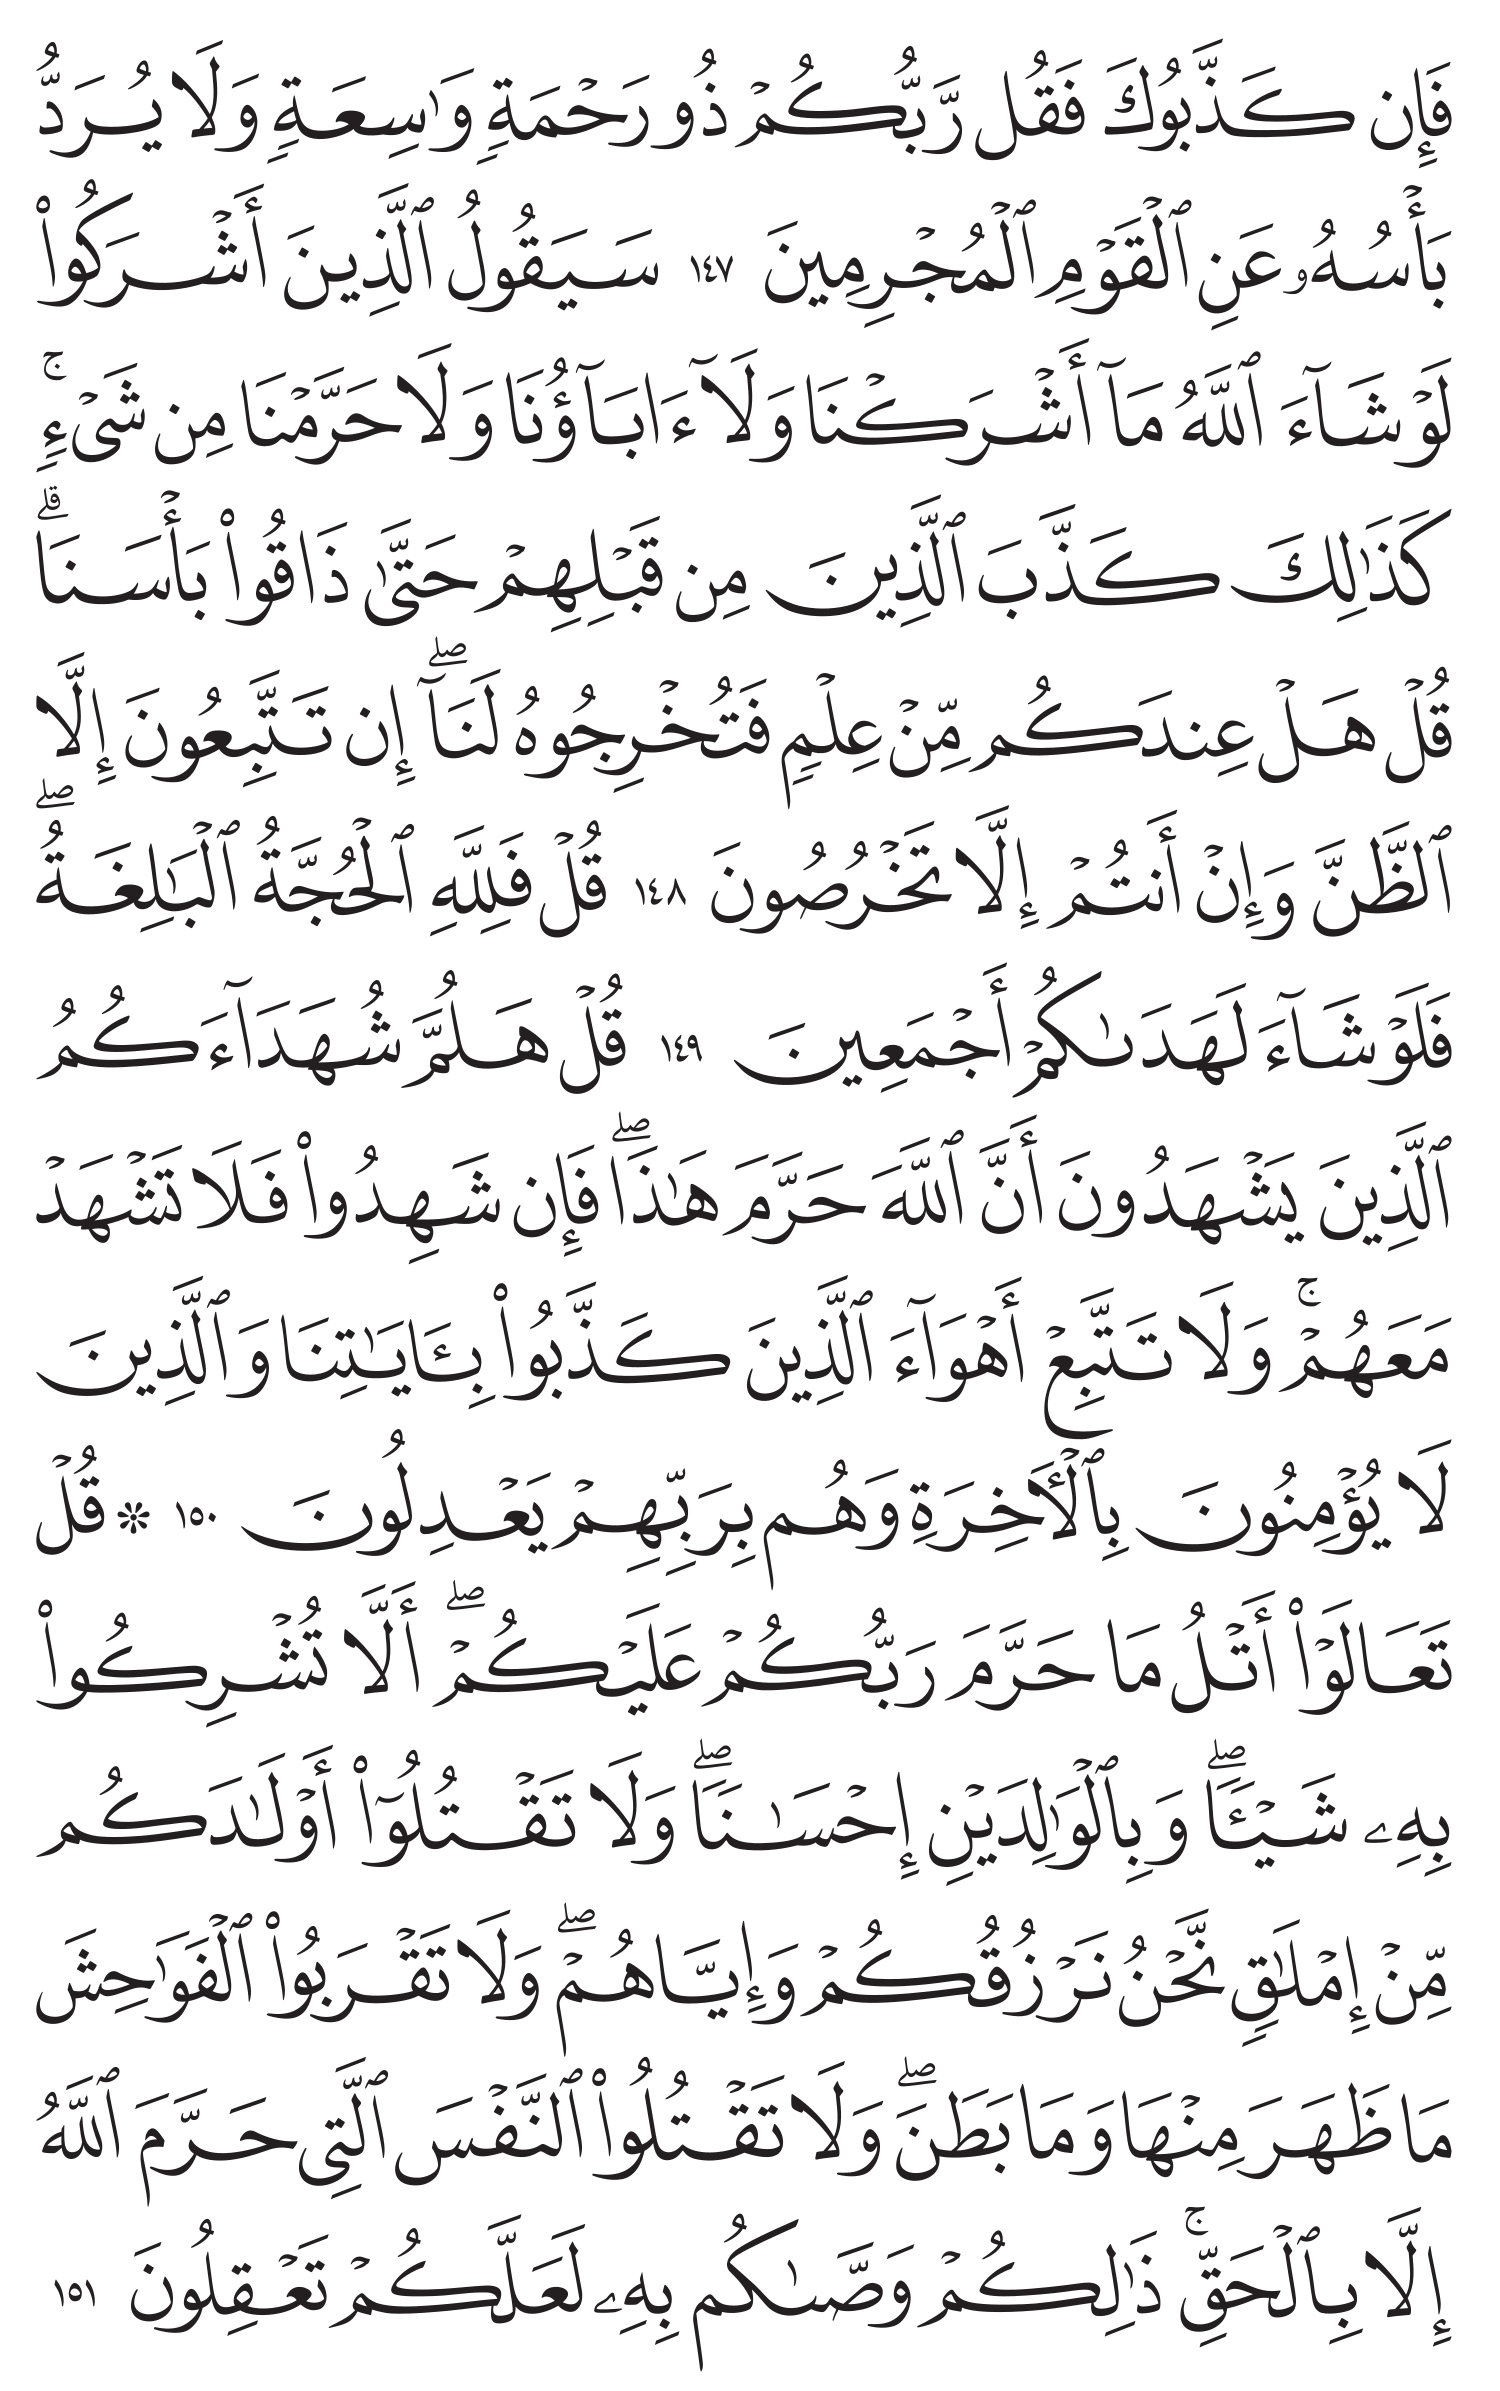 فَإِن كَذَّبُوكَ فَقُل رَّبُّكُمْ ذُو رَحْمَةٍ وَٰسِعَةٍ وَلَا يُرَدُّ
بَأْسُهُۥ عَنِ ٱلْقَوْمِ ٱلْمُجْرِمِينَ ١٤٧ سَيَقُولُ ٱلَّذِينَ أَشْرَكُوا۟
لَوْ شَآءَ ٱللَّهُ مَآ أَشْرَكْنَا وَلَآ ءَابَآؤُنَا وَلَا حَرَّمْنَا مِن شَىْءٍ ۚ
كَذَٰلِكَ كَذَّبَ ٱلَّذِينَ مِن قَبْلِهِمْ حَتَّىٰ ذَاقُوا۟ بَأْسَنَا ۗ
قُلْ هَلْ عِندَكُم مِّنْ عِلْمٍ فَتُخْرِجُوهُ لَنَآ ۖ إِن تَتَّبِعُونَ إِلَّا
ٱلظَّنَّ وَإِنْ أَنتُمْ إِلَّا تَخْرُصُونَ ١٤٨ قُلْ فَلِلَّهِ ٱلْحُجَّةُ ٱلْبَٰلِغَةُ ۖ
فَلَوْ شَآءَ لَهَدَىٰكُمْ أَجْمَعِينَ ١٤٩ قُلْ هَلُمَّ شُهَدَآءَكُمُ
ٱلَّذِينَ يَشْهَدُونَ أَنَّ ٱللَّهَ حَرَّمَ هَٰذَا ۖ فَإِن شَهِدُوا۟ فَلَا تَشْهَدْ
مَعَهُمْ ۚ وَلَا تَتَّبِعْ أَهْوَآءَ ٱلَّذِينَ كَذَّبُوا۟ بِـَٔايَٰتِنَا وَٱلَّذِينَ
لَا يُؤْمِنُونَ بِٱلْـَٔاخِرَةِ وَهُم بِرَبِّهِمْ يَعْدِلُونَ ١٥٠ ۞ قُلْ
تَعَالَوْا۟ أَتْلُ مَا حَرَّمَ رَبُّكُمْ عَلَيْكُمْ ۖ أَلَّا تُشْرِكُوا۟
بِهِۦ شَيْـًٔا ۖ وَبِٱلْوَٰلِدَيْنِ إِحْسَٰنًا ۖ وَلَا تَقْتُلُوٓا۟ أَوْلَٰدَكُم
مِّنْ إِمْلَٰقٍ نَّحْنُ نَرْزُقُكُمْ وَإِيَّاهُمْ ۖ وَلَا تَقْرَبُوا۟ ٱلْفَوَٰحِشَ
مَا ظَهَرَ مِنْهَا وَمَا بَطَنَ ۖ وَلَا تَقْتُلُوا۟ ٱلنَّفْسَ ٱلَّتِى حَرَّمَ ٱللَّهُ
إِلَّا بِٱلْحَقِّ ۚ ذَٰلِكُمْ وَصَّىٰكُم بِهِۦ لَعَلَّكُمْ تَعْقِلُونَ ١٥١